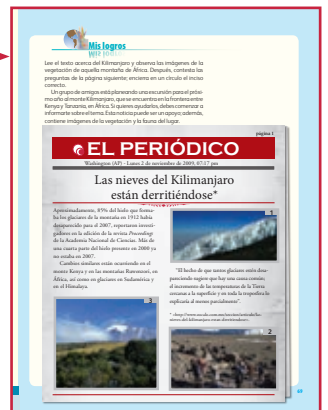 Mis logros
Lee el texto acerca del Kilimanjaro y observa las imágenes de la
vegetación de aquella montaña de África. Después, contesta las
preguntas de la página siguiente; encierra en un círculo el inciso
correcto.
Un grupo de amigos está planeando una excursión para el próxi-
mo año al monte Kilimanjaro, que se encuentra en la frontera entre
Kenya y Tanzania, en África. Si quieres ayudarlos, debes comenzar a
informarte sobre el tema. Esta noticia puede ser un apoyo; además,
contiene imágenes de la vegetación y la fauna del lugar.
página 1
EL PERIÓDICO
Washington (AP) - Lunes 2 de noviembre de 2009, 07:17 pm
Las nieves del Kilimanjaro
están derritiéndose*
Aproximadamente, 85% del hielo que forma-
ba los glaciares de la montaña en 1912 había
desaparecido para el 2007, reportaron investi-
gadores en la edición de la revista Proceedings
de la Academia Nacional de Ciencias. Más de
una cuarta parte del hielo presente en 2000 ya
no estaba en 2007.
Cambios similares están ocurriendo en el
monte Kenya y en las montañas Ruwenzori, en
África, así como en glaciares en Sudamérica y
en el Himalaya.
1
"El hecho de que tantos glaciares estén desa-
pareciendo sugiere que hay una causa común;
el incremento de las temperaturas de la Tierra
cercanas a la superficie y en toda la troposfera lo
explicaría al menos parcialmente".
3
2
69